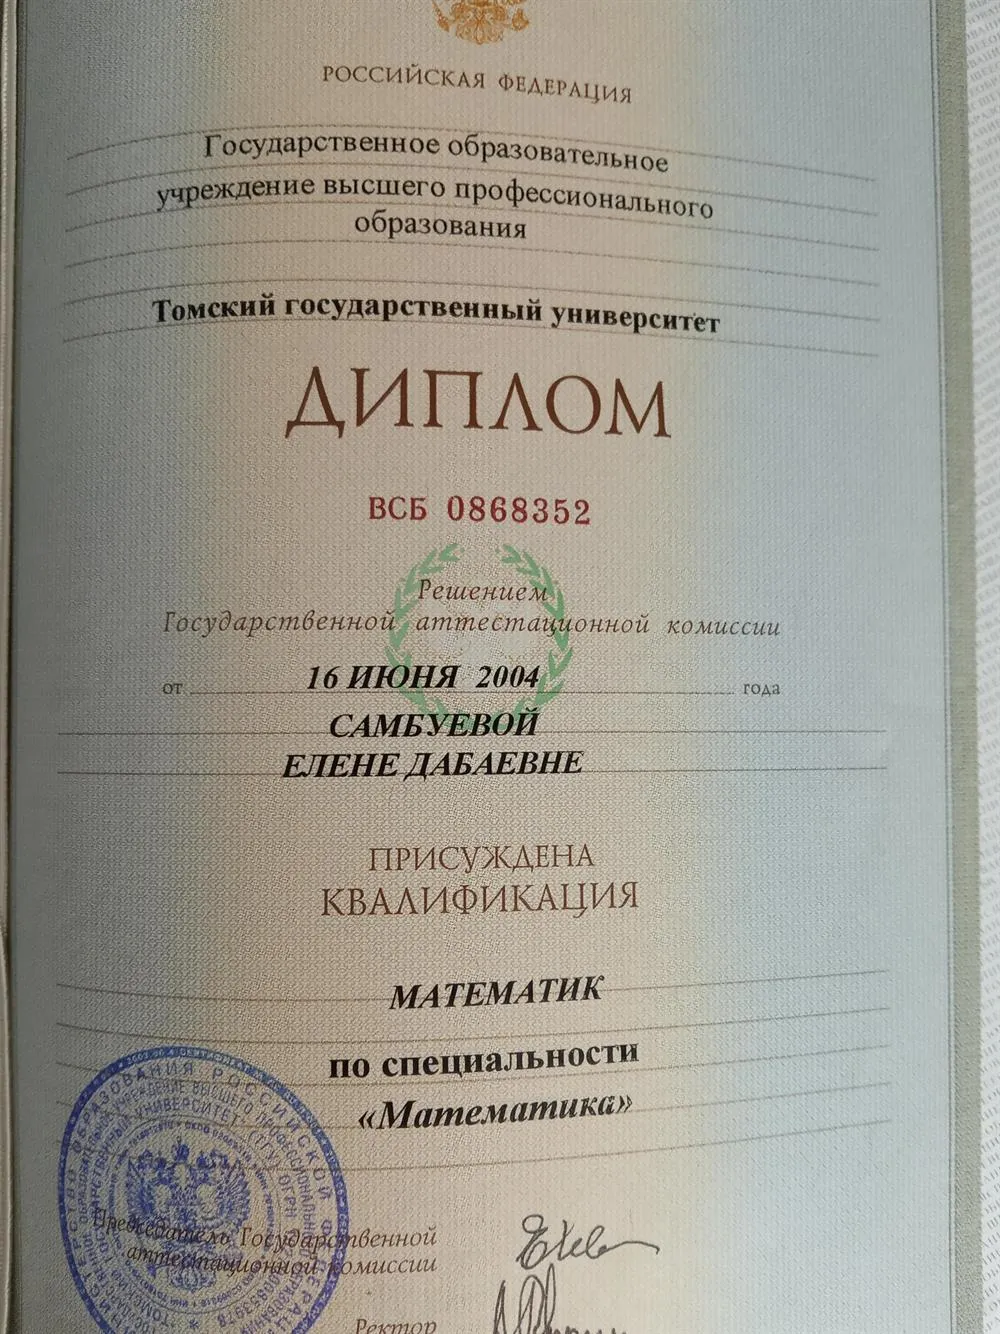 РОССИЙСКАЯ ФЕДЕРАЦИЯ
Государственное образовательное
учреждение высшего профессионального
образования
Томский государственный университет
ДИПЛОМ
ВСБ 0868352
Решением
Государственной аттестационной комиссии
от 16 ИЮНЯ 2004 года
САМБУЕВОЙ
ЕЛЕНЕ ДАБАЕВНЕ
ПРИСУЖДЕНА
КВАЛИФИКАЦИЯ
МАТЕМАТИК
по специальности
«Математика»
Председатель Государственной
аттестационной комиссии
Ректор